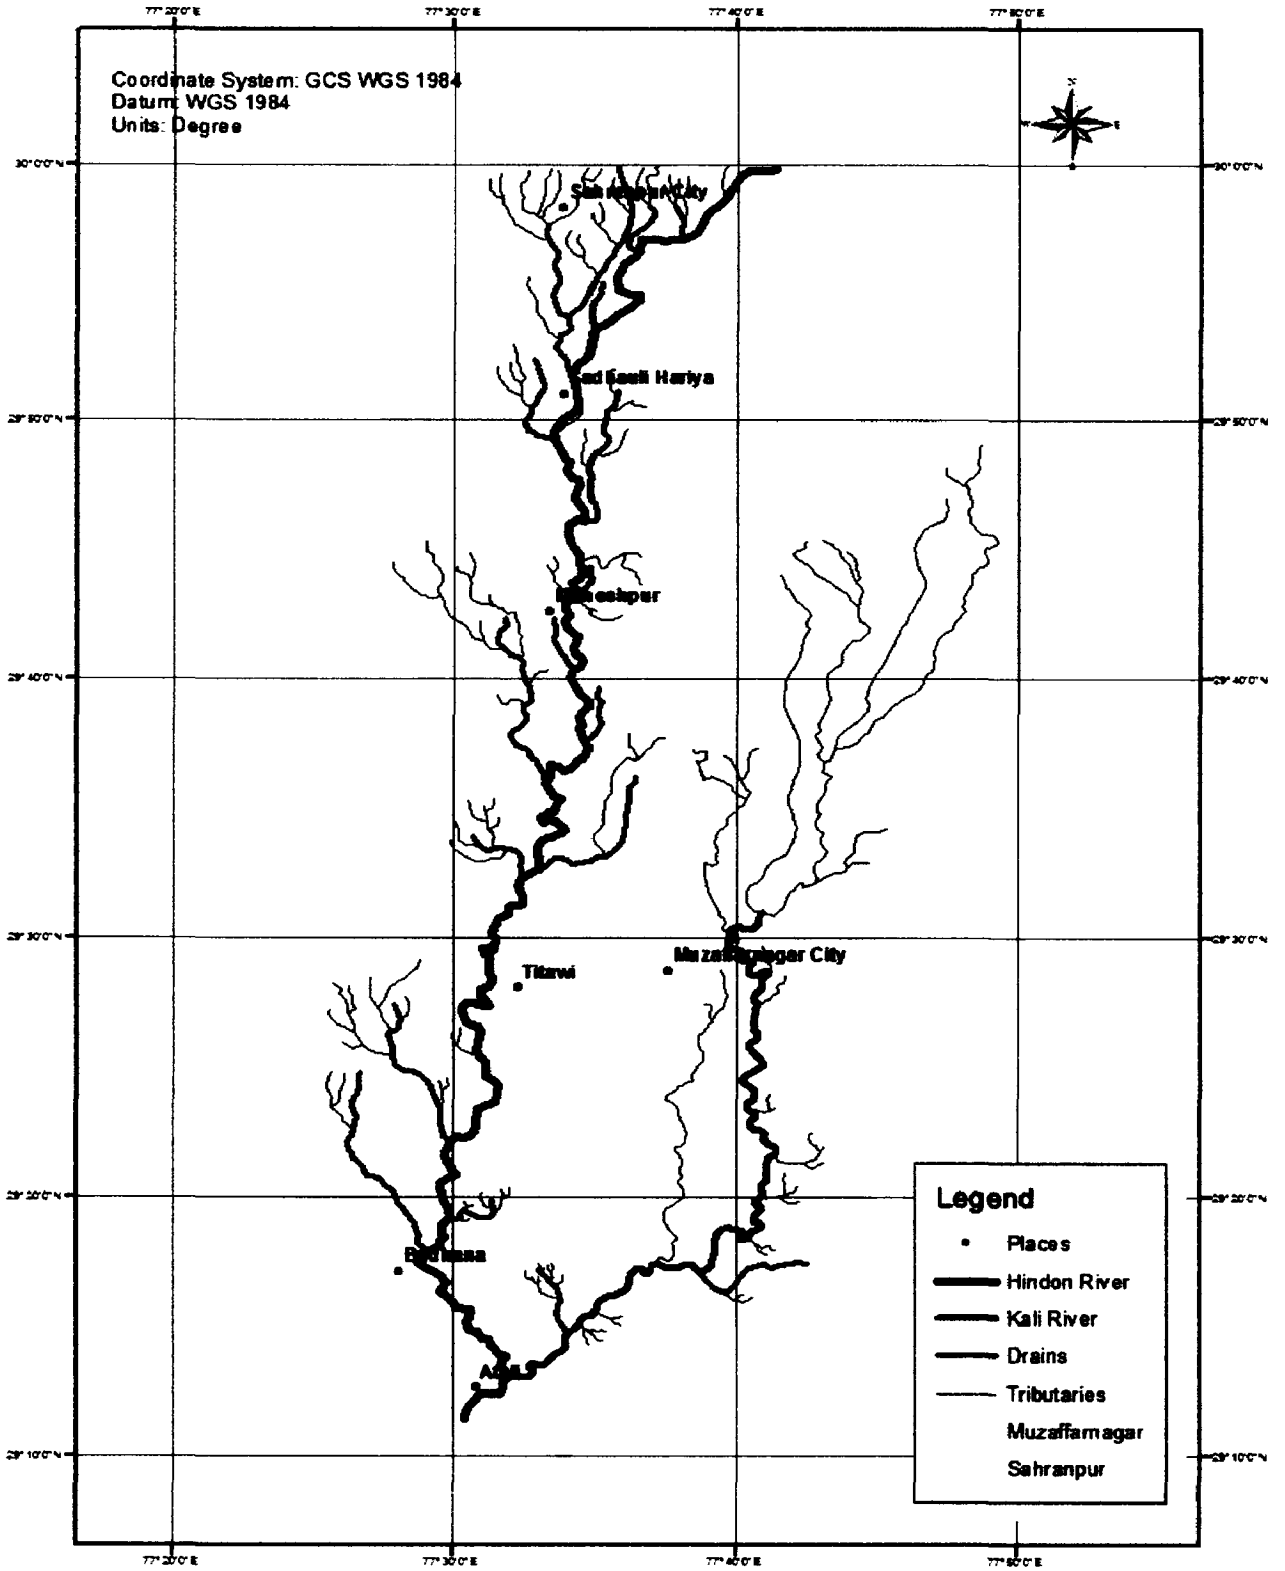 77°20'0"E 77°30'0"E 77°40'0"E 77°50'0"E
Coordinate System: GCS WGS 1984
Datum: WGS 1984
Units: Degree
N
W E
30°0'0"N 30°0'0"N
City
Hariya
29°50'0"N 29°50'0"N
29°40'0"N 29°40'0"N
29°30'0"N 29°30'0"N
Muzaffarnagar City
Titawi
29°20'0"N 29°20'0"N
Legend
Places
Hindon River
Kali River
Drains
Tributaries
Muzaffarnagar
Sahranpur
29°10'0"N 29°10'0"N
77°20'0"E 77°30'0"E 77°40'0"E 77°50'0"E